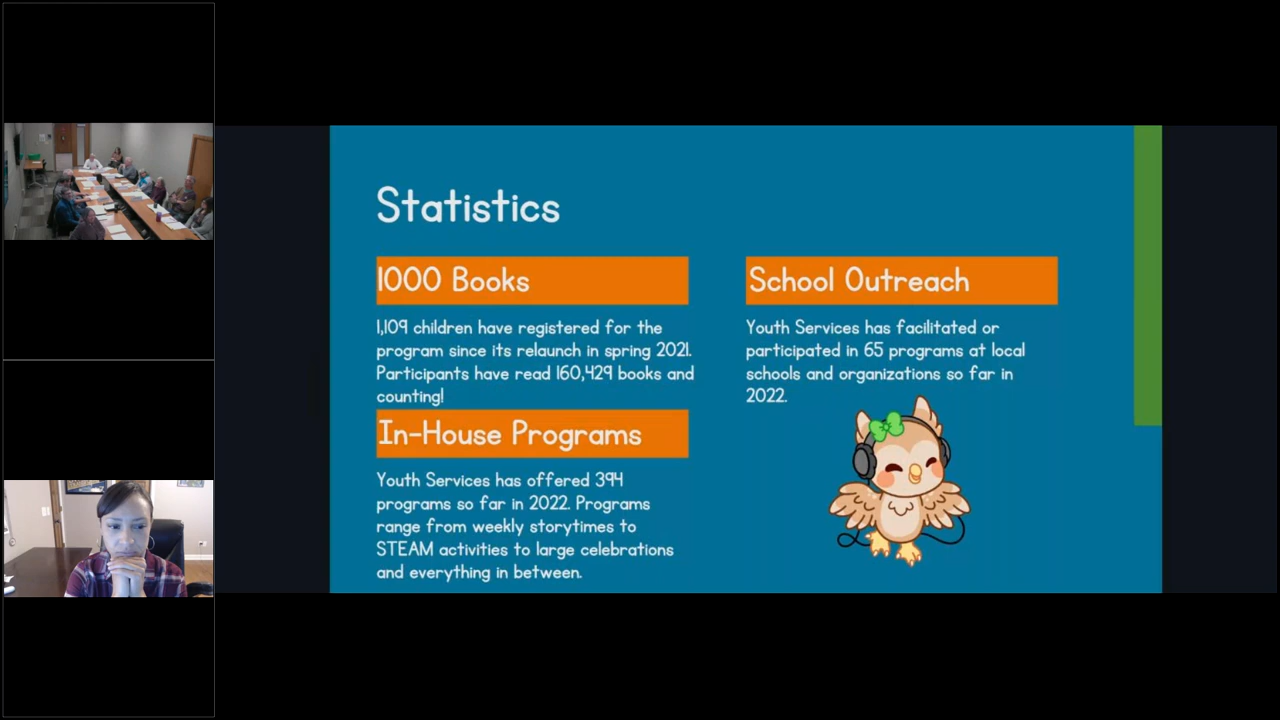 Statistics
1000 Books
1,109 children have registered for the
program since its relaunch in spring 2021.
Participants have read 160,429 books and
counting!
In-House Programs
Youth Services has offered 394
programs so far in 2022. Programs
range from weekly storytimes to
STEAM activities to large celebrations
and everything in between.
School Outreach
Youth Services has facilitated or
participated in 65 programs at local
schools and organizations so far in
2022.